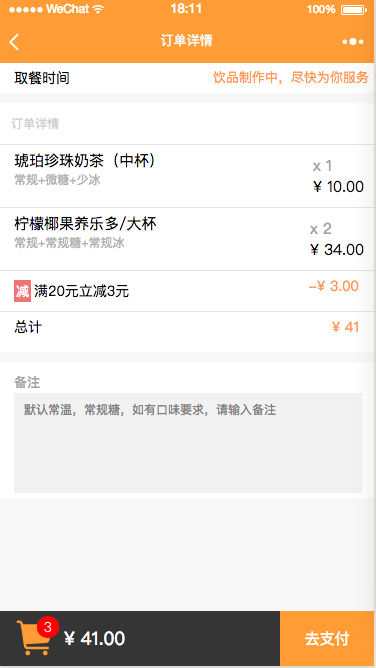 WeChat 18:11 100%
订单详情
取餐时间 饮品制作中，尽快为你服务
订单详情
琥珀珍珠奶茶（中杯） x 1
常规+微糖+少冰 ¥ 10.00
柠檬椰果养乐多/大杯 x 2
常规+常规糖+常规冰 ¥ 34.00
减 满20元立减3元 -¥ 3.00
总计 ¥ 41
备注
默认常温，常规糖，如有口味要求，请输入备注
3 ¥ 41.00 去支付